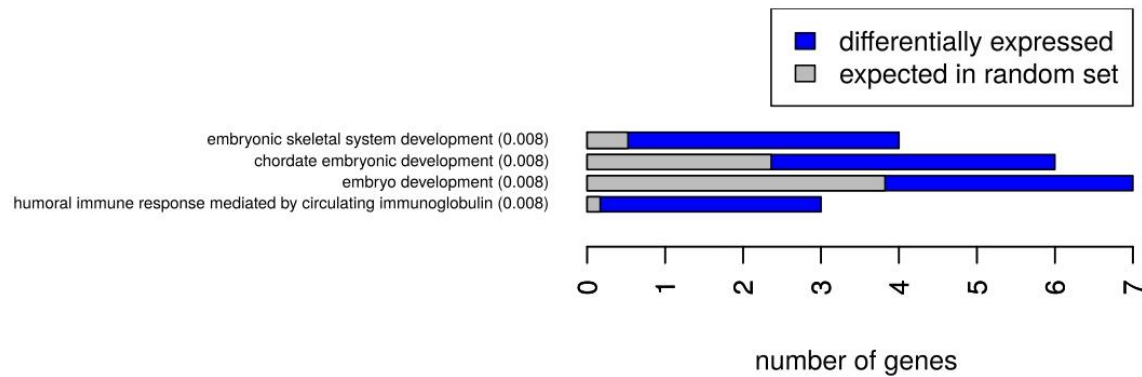 differentially expressed
expected in random set
embryonic skeletal system development (0.008)
chordate embryonic development (0.008)
embryo development (0.008)
humoral immune response mediated by circulating immunoglobulin (0.008)
0 1 2 3 4 5 6 7
number of genes